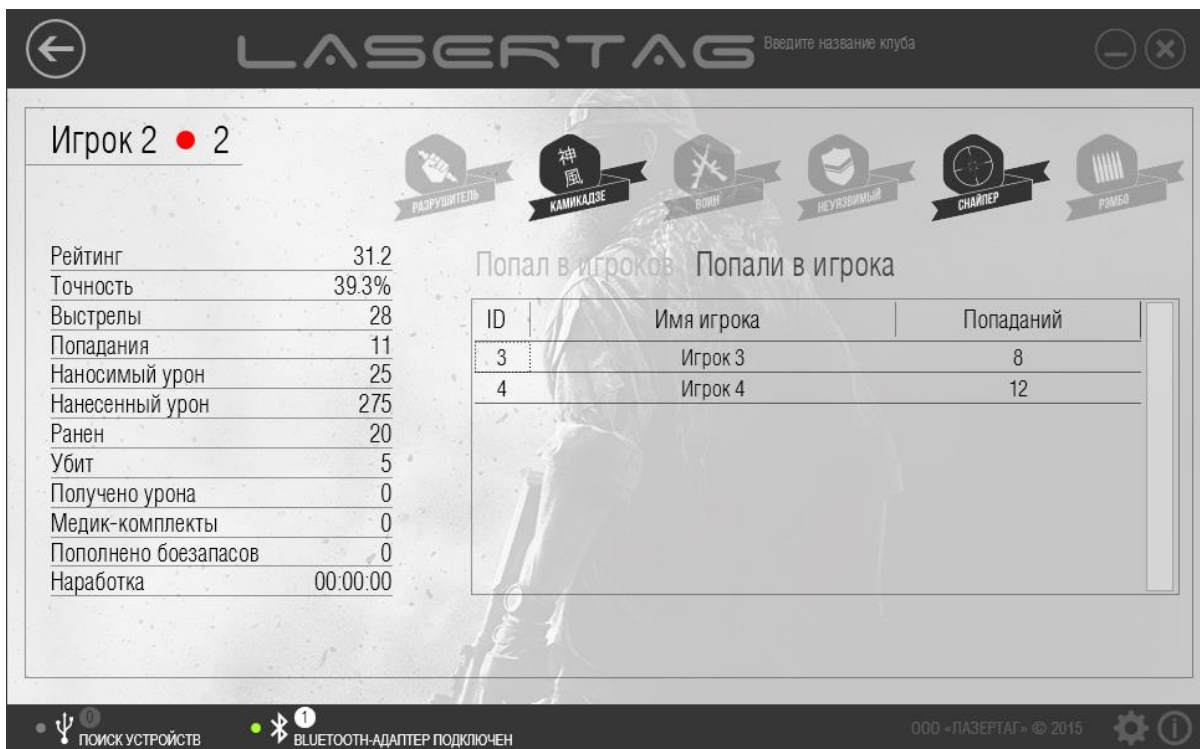 LASERTAG Введите название клуба
Игрок 2 2
神
風
РАЗРУШИТЕЛЬ КАМИКАДЗЕ ВОИН НЕУЯЗВИМЫЙ СНАЙПЕР РЭМБО
Рейтинг 31.2
Точность 39.3%
Выстрелы 28
Попадания 11
Наносимый урон 25
Нанесенный урон 275
Ранен 20
Убит 5
Получено урона 0
Медик-комплекты 0
Пополнено боезапасов 0
Наработка 00:00:00
Попал в игроков Попали в игрока
ID Имя игрока Попаданий
3 Игрок 3 8
4 Игрок 4 12
0
ПОИСК УСТРОЙСТВ
1
BLUETOOTH-АДАПТЕР ПОДКЛЮЧЕН
ООО «ЛАЗЕРТАГ» © 2015